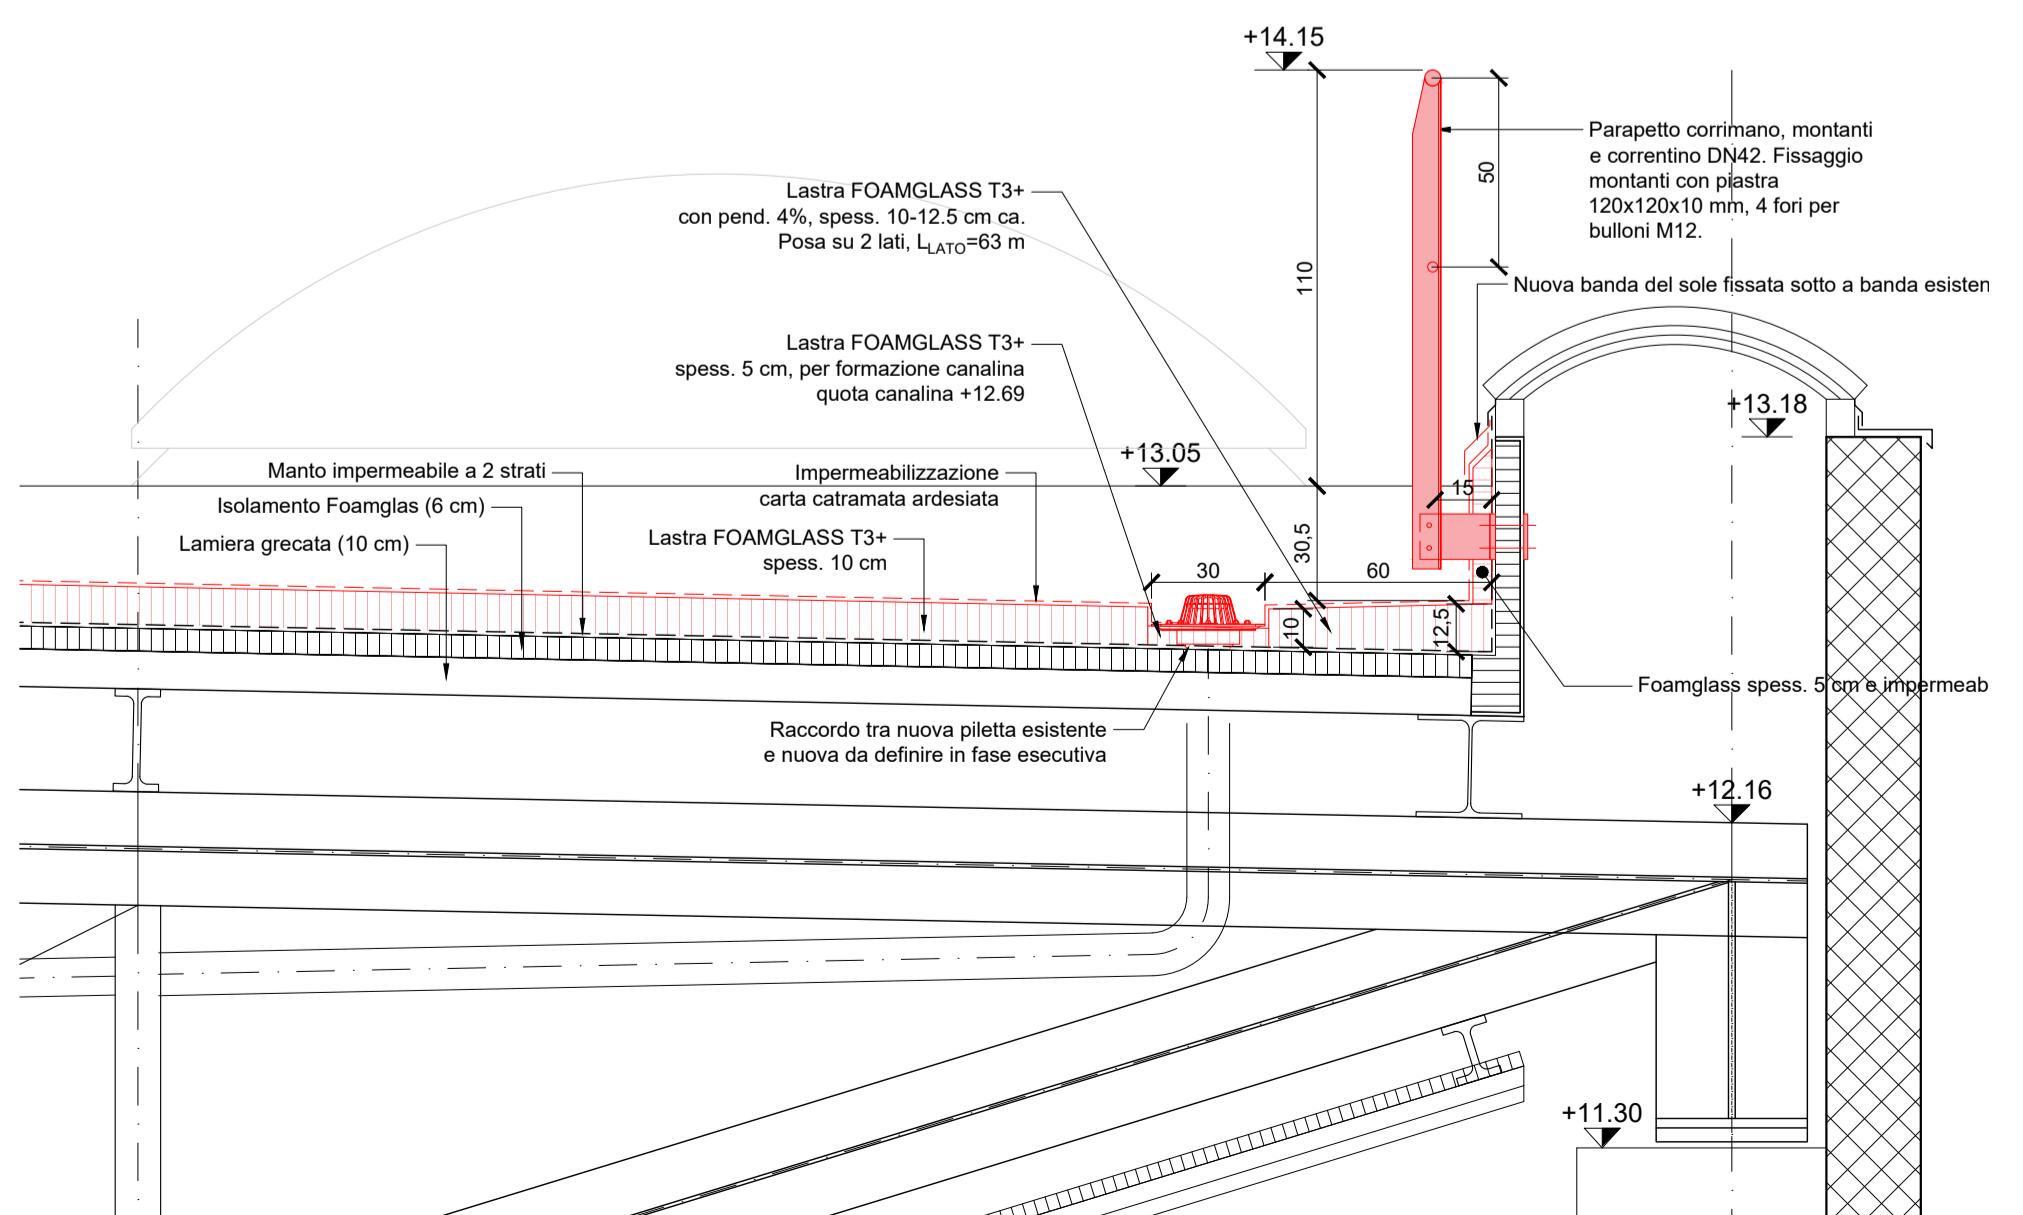 +14.15
Parapetto corrimano, montanti
e correntino DN42. Fissaggio
montanti con piastra
120x120x10 mm, 4 fori per
bulloni M12.
50
110
Lastra FOAMGLASS T3+
con pend. 4%, spess. 10-12.5 cm ca.
Posa su 2 lati, LLATO=63 m
Nuova banda del sole fissata sotto a banda esisten
Lastra FOAMGLASS T3+
spess. 5 cm, per formazione canalina
quota canalina +12.69
+13.18
+13.05
Manto impermeabile a 2 strati
Isolamento Foamglas (6 cm)
Lamiera grecata (10 cm)
Impermeabilizzazione
carta catramata ardesiata
Lastra FOAMGLASS T3+
spess. 10 cm
15
30,5
30
60
10
12,5
Foamglass spess. 5 cm e impermeab
Raccordo tra nuova piletta esistente
e nuova da definire in fase esecutiva
+12.16
+11.30